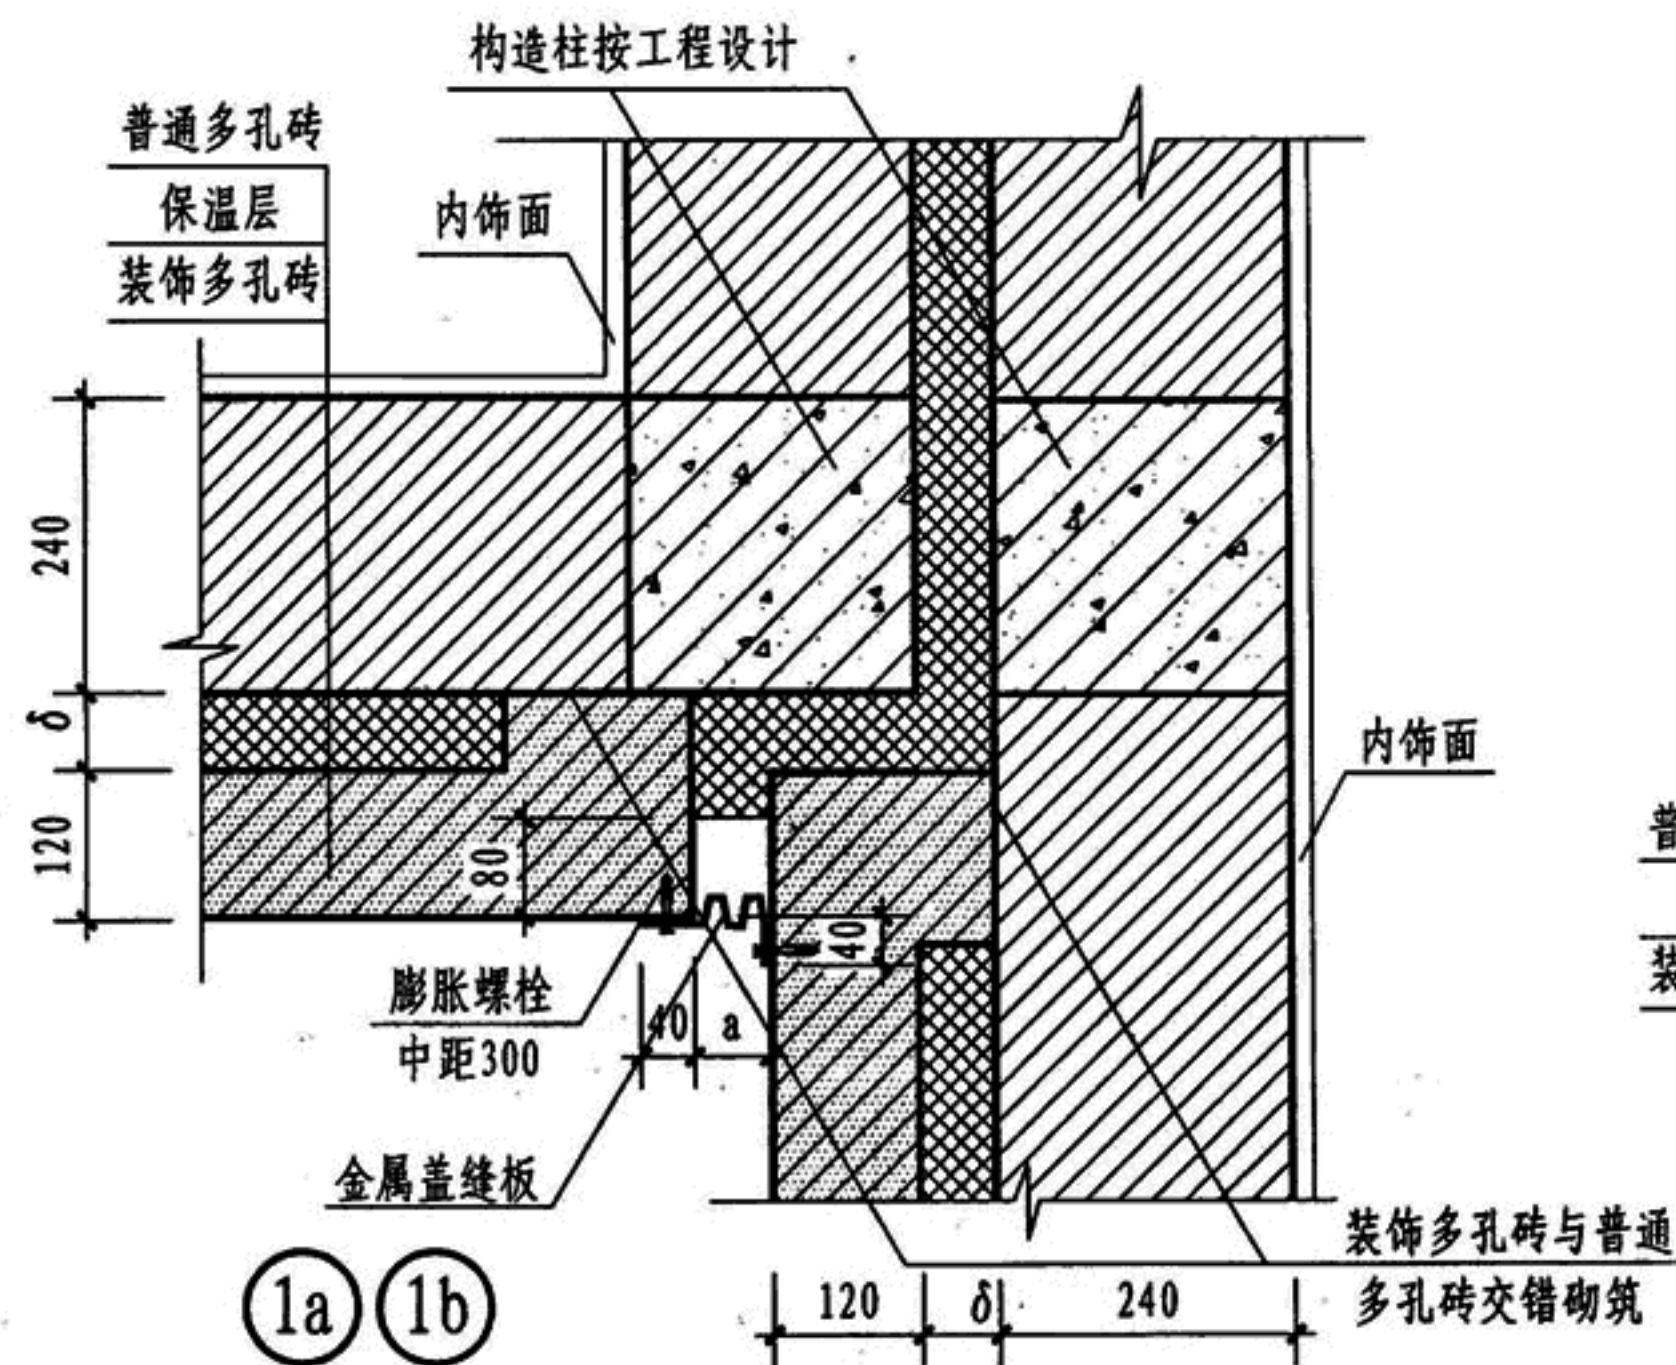 构造柱按工程设计
普通多孔砖
保温层
装饰多孔砖
内饰面
240
δ
120
80
40
内饰面
普
装
膨胀螺栓
中距300
40
a
金属盖缝板
装饰多孔砖与普通
多孔砖交错砌筑
1a
1b
120
δ
240